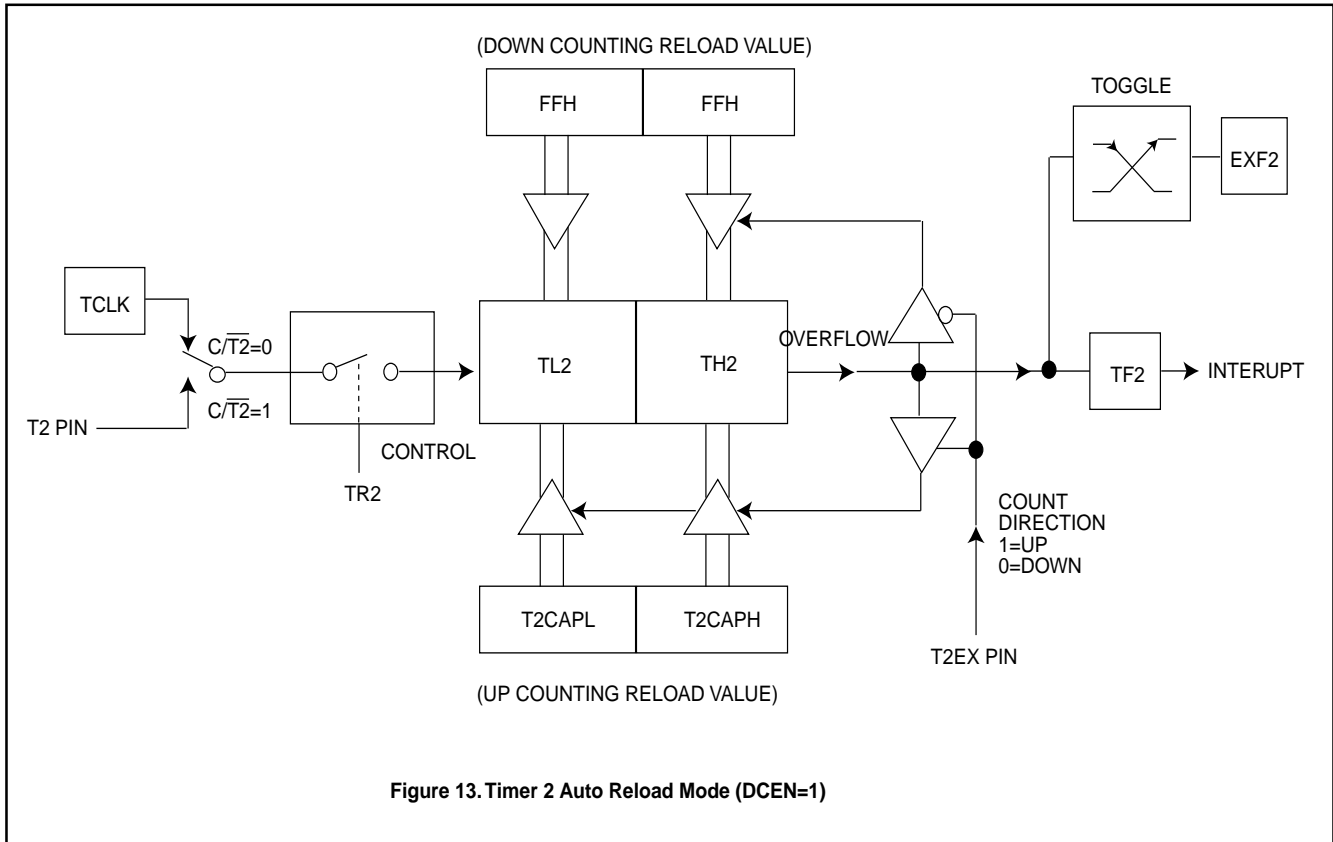 (DOWN COUNTING RELOAD VALUE)
FFH
FFH
TOGGLE
EXF2
TCLK
C/T2=0
C/T2=1
T2 PIN
CONTROL
TR2
TL2
TH2
OVERFLOW
TF2
INTERUPT
COUNT
DIRECTION
1=UP
0=DOWN
T2CAPL
T2CAPH
T2EX PIN
(UP COUNTING RELOAD VALUE)
Figure 13. Timer 2 Auto Reload Mode (DCEN=1)